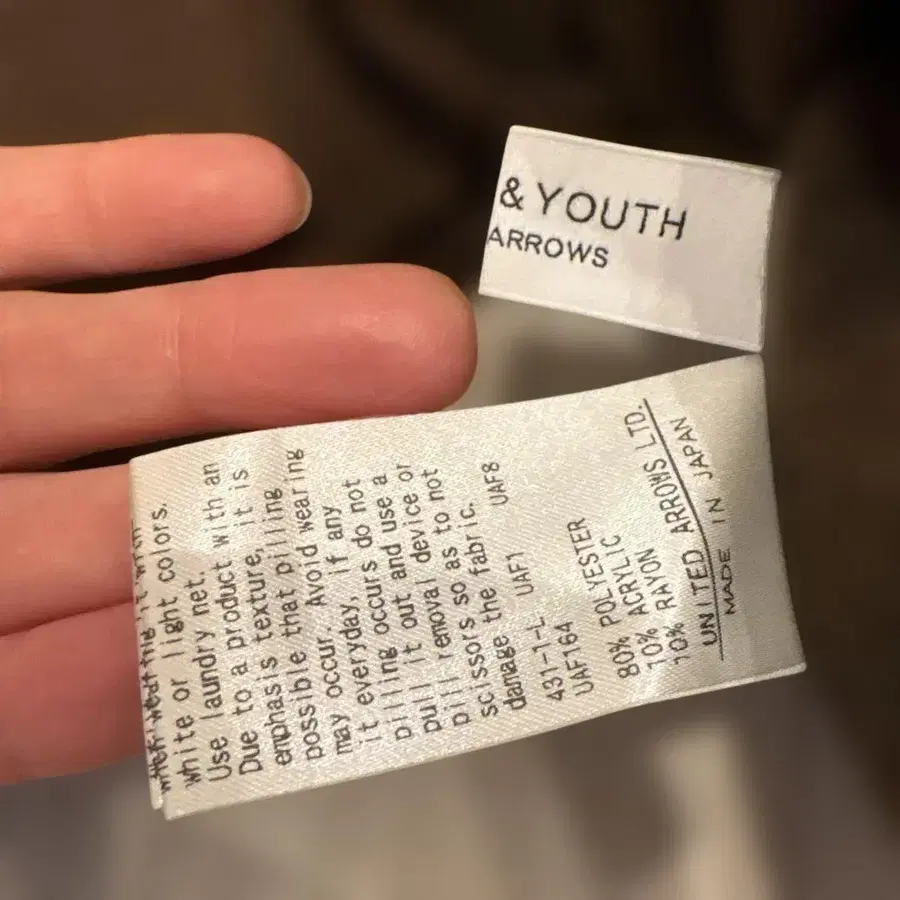 & YOUTH
ARROWS
white or light colors.
Use laundry net.
Due to a product with an
emphasis texture, it is
possible that pilling
may occur. Avoid wearing
it everyday, if any
pilling occurs do not
pull it out and use a
pill removal device or
scissors so as to not
damage the fabric.
431-1-L UAF1 UAF8
UAF164
80% POLYESTER
10% ACRYLIC
10% RAYON
UNITED ARROWS LTD.
MADE IN JAPAN